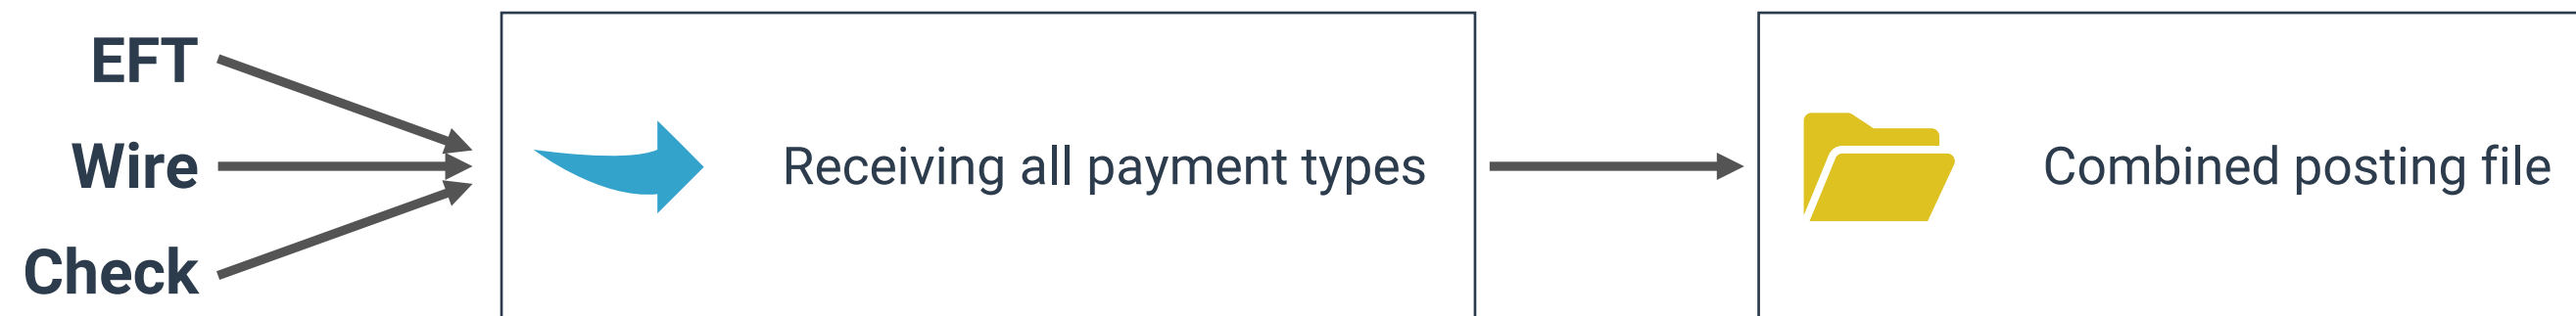 EFT
Wire
Check
Receiving all payment types
Combined posting file